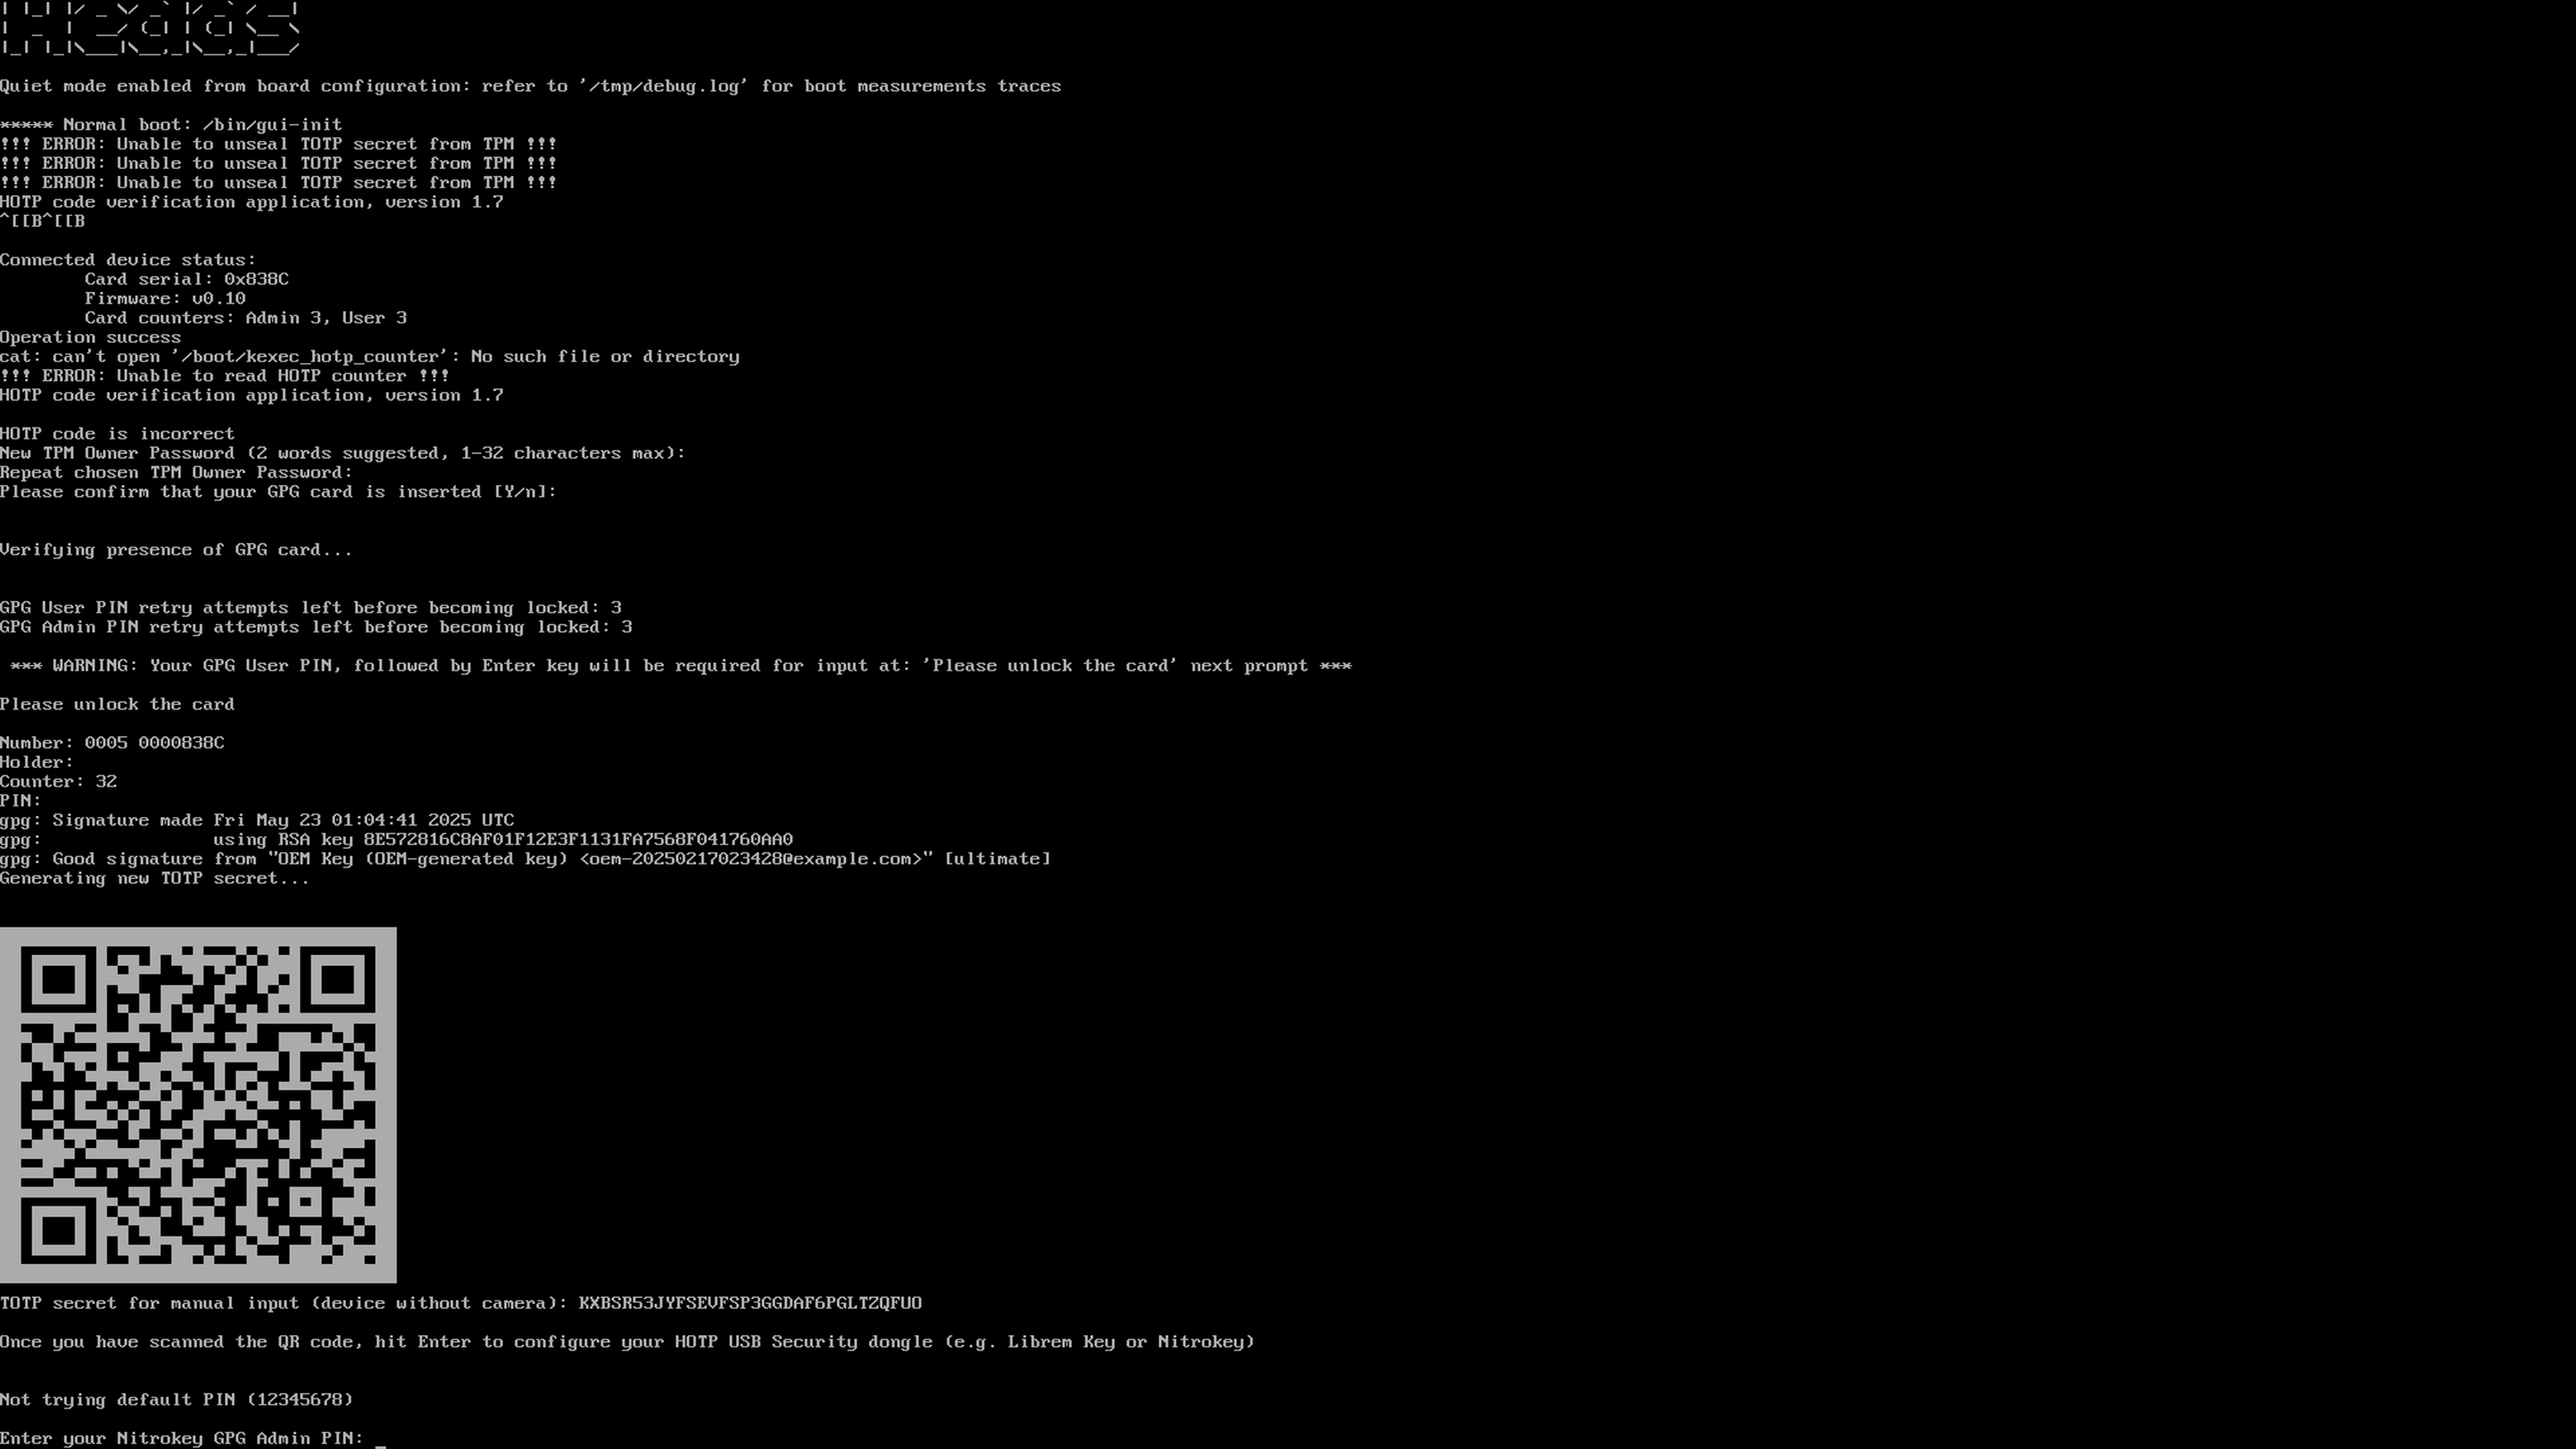 Heads
Quiet mode enabled from board configuration: refer to '/tmp/debug.log' for boot measurements traces
***** Normal boot: /bin/gui-init
!!! ERROR: Unable to unseal TOTP secret from TPM !!!
!!! ERROR: Unable to unseal TOTP secret from TPM !!!
!!! ERROR: Unable to unseal TOTP secret from TPM !!!
HOTP code verification application, version 1.7
^[[B^[[B
Connected device status:
Card serial: 0x838C
Firmware: v0.10
Card counters: Admin 3, User 3
Operation success
cat: can't open '/boot/kexec_hotp_counter': No such file or directory
!!! ERROR: Unable to read HOTP counter !!!
HOTP code verification application, version 1.7
HOTP code is incorrect
New TPM Owner Password (2 words suggested, 1-32 characters max):
Repeat chosen TPM Owner Password:
Please confirm that your GPG card is inserted [Y/n]:
Verifying presence of GPG card...
GPG User PIN retry attempts left before becoming locked: 3
GPG Admin PIN retry attempts left before becoming locked: 3
*** WARNING: Your GPG User PIN, followed by Enter key will be required for input at: 'Please unlock the card' next prompt ***
Please unlock the card
Number: 0005 0000838C
Holder:
Counter: 32
PIN:
gpg: Signature made Fri May 23 01:04:41 2025 UTC
gpg:                using RSA key 8E572816C8AF01F12E3F1131FA7568F041760AA0
gpg: Good signature from "OEM Key (OEM-generated key) <oem-20250217023428@example.com>" [ultimate]
Generating new TOTP secret...
TOTP secret for manual input (device without camera): KXBSR53JYFSEVFSP3GGDAF6PGLTZQFUO
Once you have scanned the QR code, hit Enter to configure your HOTP USB Security dongle (e.g. Librem Key or Nitrokey)
Not trying default PIN (12345678)
Enter your Nitrokey GPG Admin PIN: _